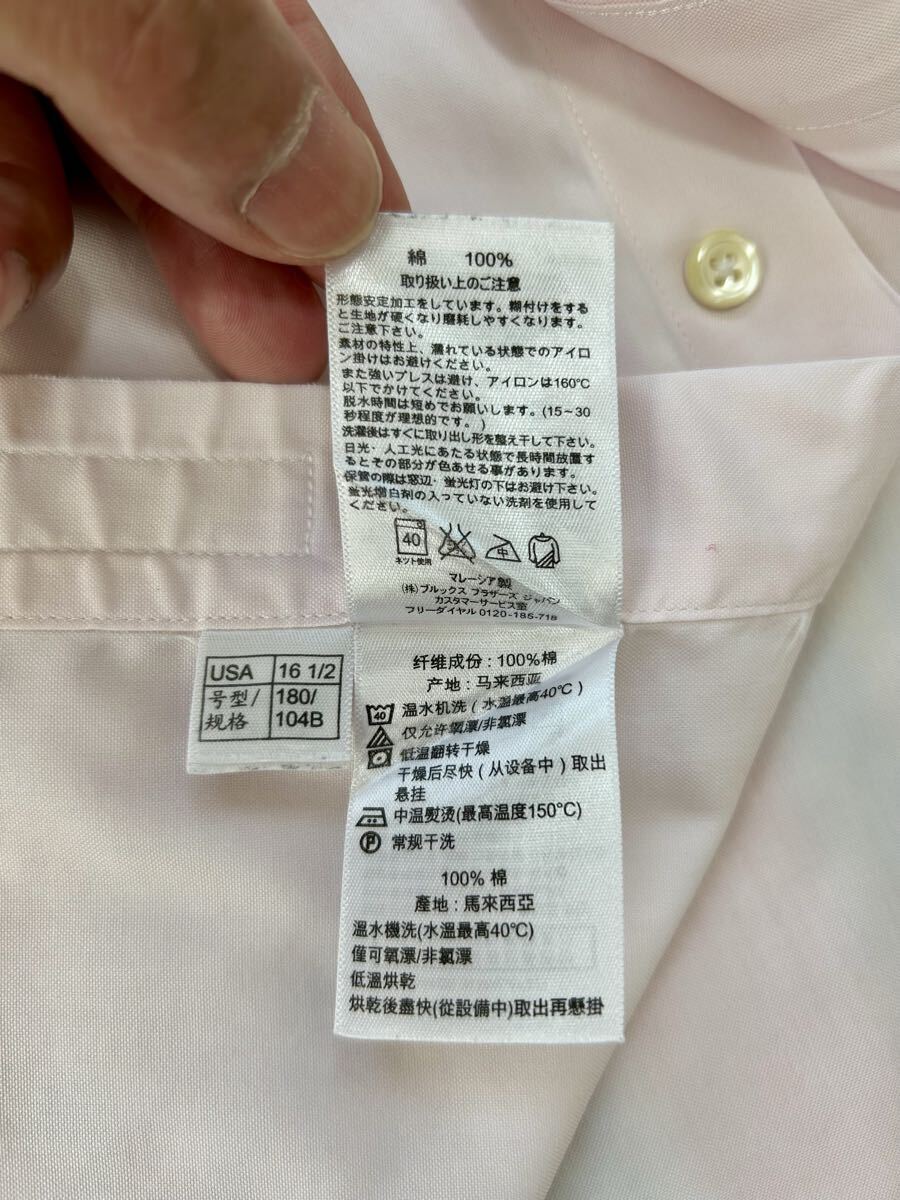 綿 100%
取り扱い上のご注意
形態安定加工をしています。糊付けをする
と生地が硬くなり磨耗しやすくなります。
ご注意下さい。
素材の特性上、濡れている状態でのアイロ
ン掛けはお避けください。
また強いプレスは避け、アイロンは160℃
以下でかけてください。
脱水時間は短めでお願いします。(15～30
秒程度が理想的です。)
洗濯後はすぐに取り出し形を整え干して下さい。
日光・人工光にあたる状態で長時間放置す
るとその部分が色あせる事があります。
保管の際は窓辺・蛍光灯の下はお避け下さい。
蛍光増白剤の入っていない洗剤を使用して
ください。
40 中
ネット使用
マレーシア製
(株)ブルックス ブラザーズ ジャパン
カスタマーサービス室
フリーダイヤル 0120-185-718
USA 16 1/2
号型/ 180/
规格 104B
纤维成份：100%棉
产地：马来西亚
40 温水机洗（水温最高40℃）
仅允许氧漂/非氯漂
低温翻转干燥
干燥后尽快（从设备中）取出
悬挂
中温熨烫(最高温度150°C)
P 常规干洗
100% 棉
產地：馬來西亞
溫水機洗(水溫最高40℃)
僅可氧漂/非氯漂
低溫烘乾
烘乾後盡快(從設備中)取出再懸掛